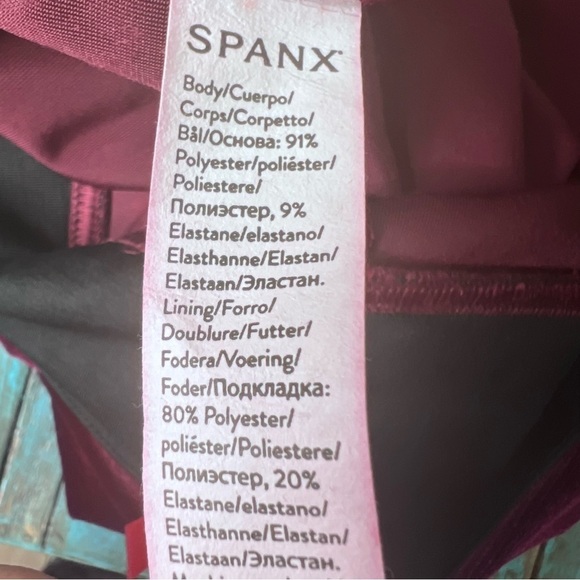 SPANX
Body/Cuerpo/
Corps/Corpetto/
Bål/Основа: 91%
Polyester/poliéster/
Poliestere/
Полиэстер, 9%
Elastane/elastano/
Elasthanne/Elastan/
Elastaan/Эластан.
Lining/Forro/
Doublure/Futter/
Fodera/Voering/
Foder/Подкладка:
80% Polyester/
poliéster/Poliestere/
Полиэстер, 20%
Elastane/elastano/
Elasthanne/Elastan/
Elastaan/Эластан.